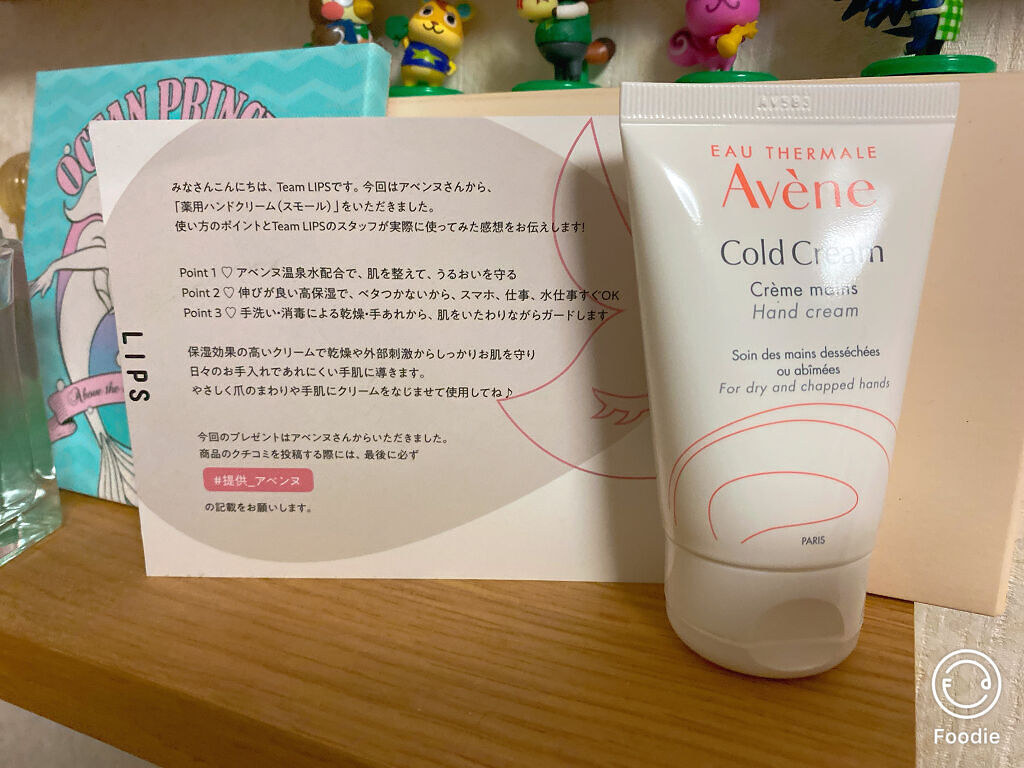 OCEAN PRINC
Above the
LIPS
みなさんこんにちは、Team LIPSです。今回はアベンヌさんから、
「薬用ハンドクリーム(スモール)」をいただきました。
使い方のポイントとTeam LIPSのスタッフが実際に使ってみた感想をお伝えします!
Point 1 ♡ アベンヌ温泉水配合で、肌を整えて、うるおいを守る
Point 2 ♡ 伸びが良い高保湿で、ベタつかないから、スマホ、仕事、水仕事すぐOK
Point 3 ♡ 手洗い・消毒による乾燥・手あれから、肌をいたわりながらガードします
保湿効果の高いクリームで乾燥や外部刺激からしっかりお肌を守り
日々のお手入れであれにくい手肌に導きます。
やさしく爪のまわりや手肌にクリームをなじませて使用してね♪
今回のプレゼントはアベンヌさんからいただきました。
商品のクチコミを投稿する際には、最後に必ず
#提供_アベンヌ
の記載をお願いします。
EAU THERMALE
Avène
Cold Cream
Crème mains
Hand cream
Soin des mains desséchées
ou abîmées
For dry and chapped hands
PARIS
Foodie